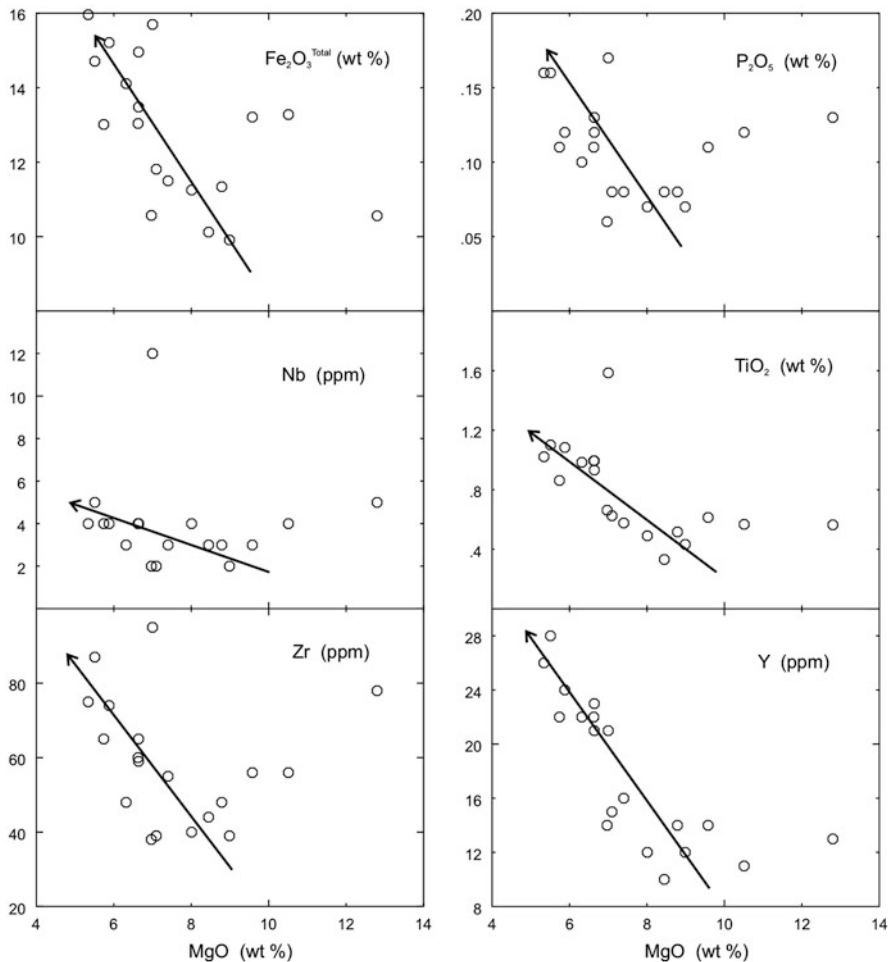 16
14
12
10
Fe₂O₃ᵀᵒᵗᵃˡ (wt %)
.20
.15
.10
.05
P₂O₅ (wt %)
12
10
8
6
4
2
Nb (ppm)
1.6
1.2
.8
.4
TiO₂ (wt %)
80
60
40
20
Zr (ppm)
28
24
20
16
12
8
Y (ppm)
4 6 8 10 12 14
MgO (wt %)
4 6 8 10 12 14
MgO (wt %)